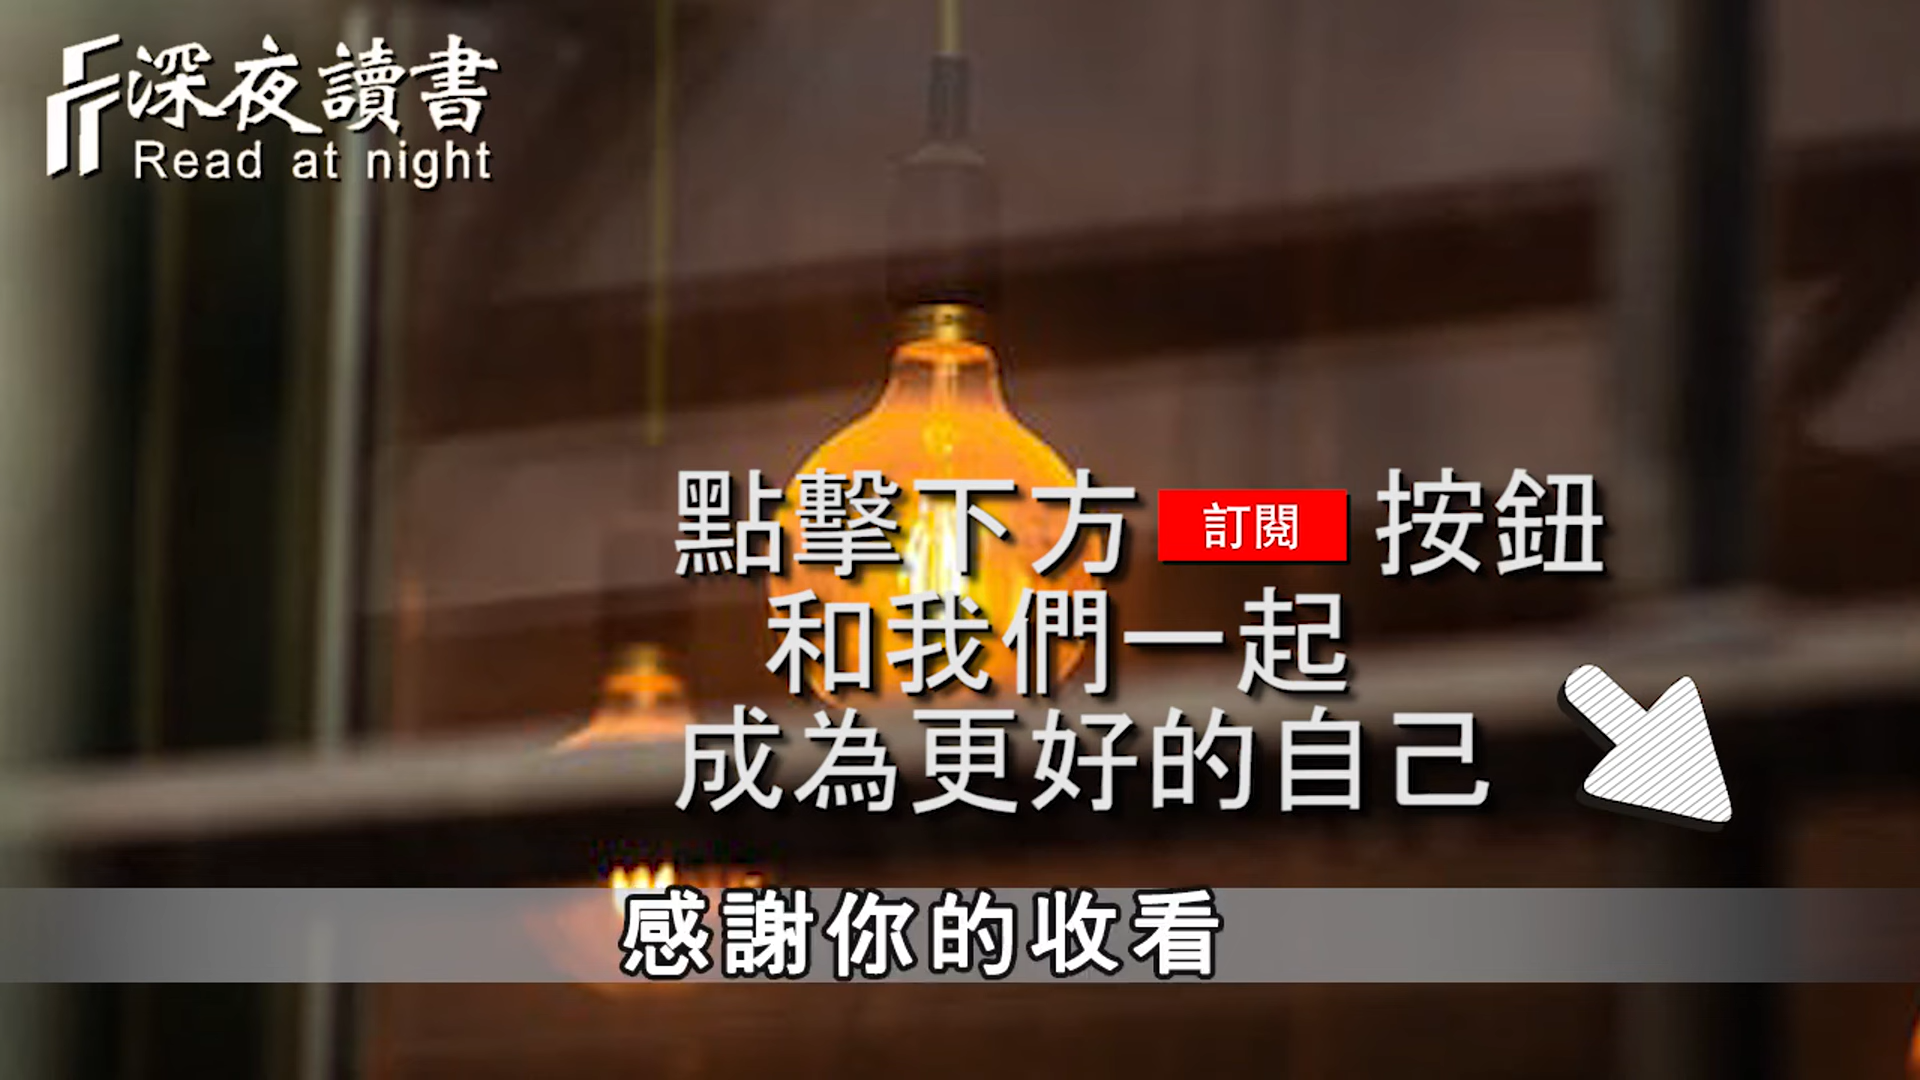 深夜讀書
Read at night
點擊下方 訂閱 按鈕
和我們一起
成為更好的自己
感謝你的收看